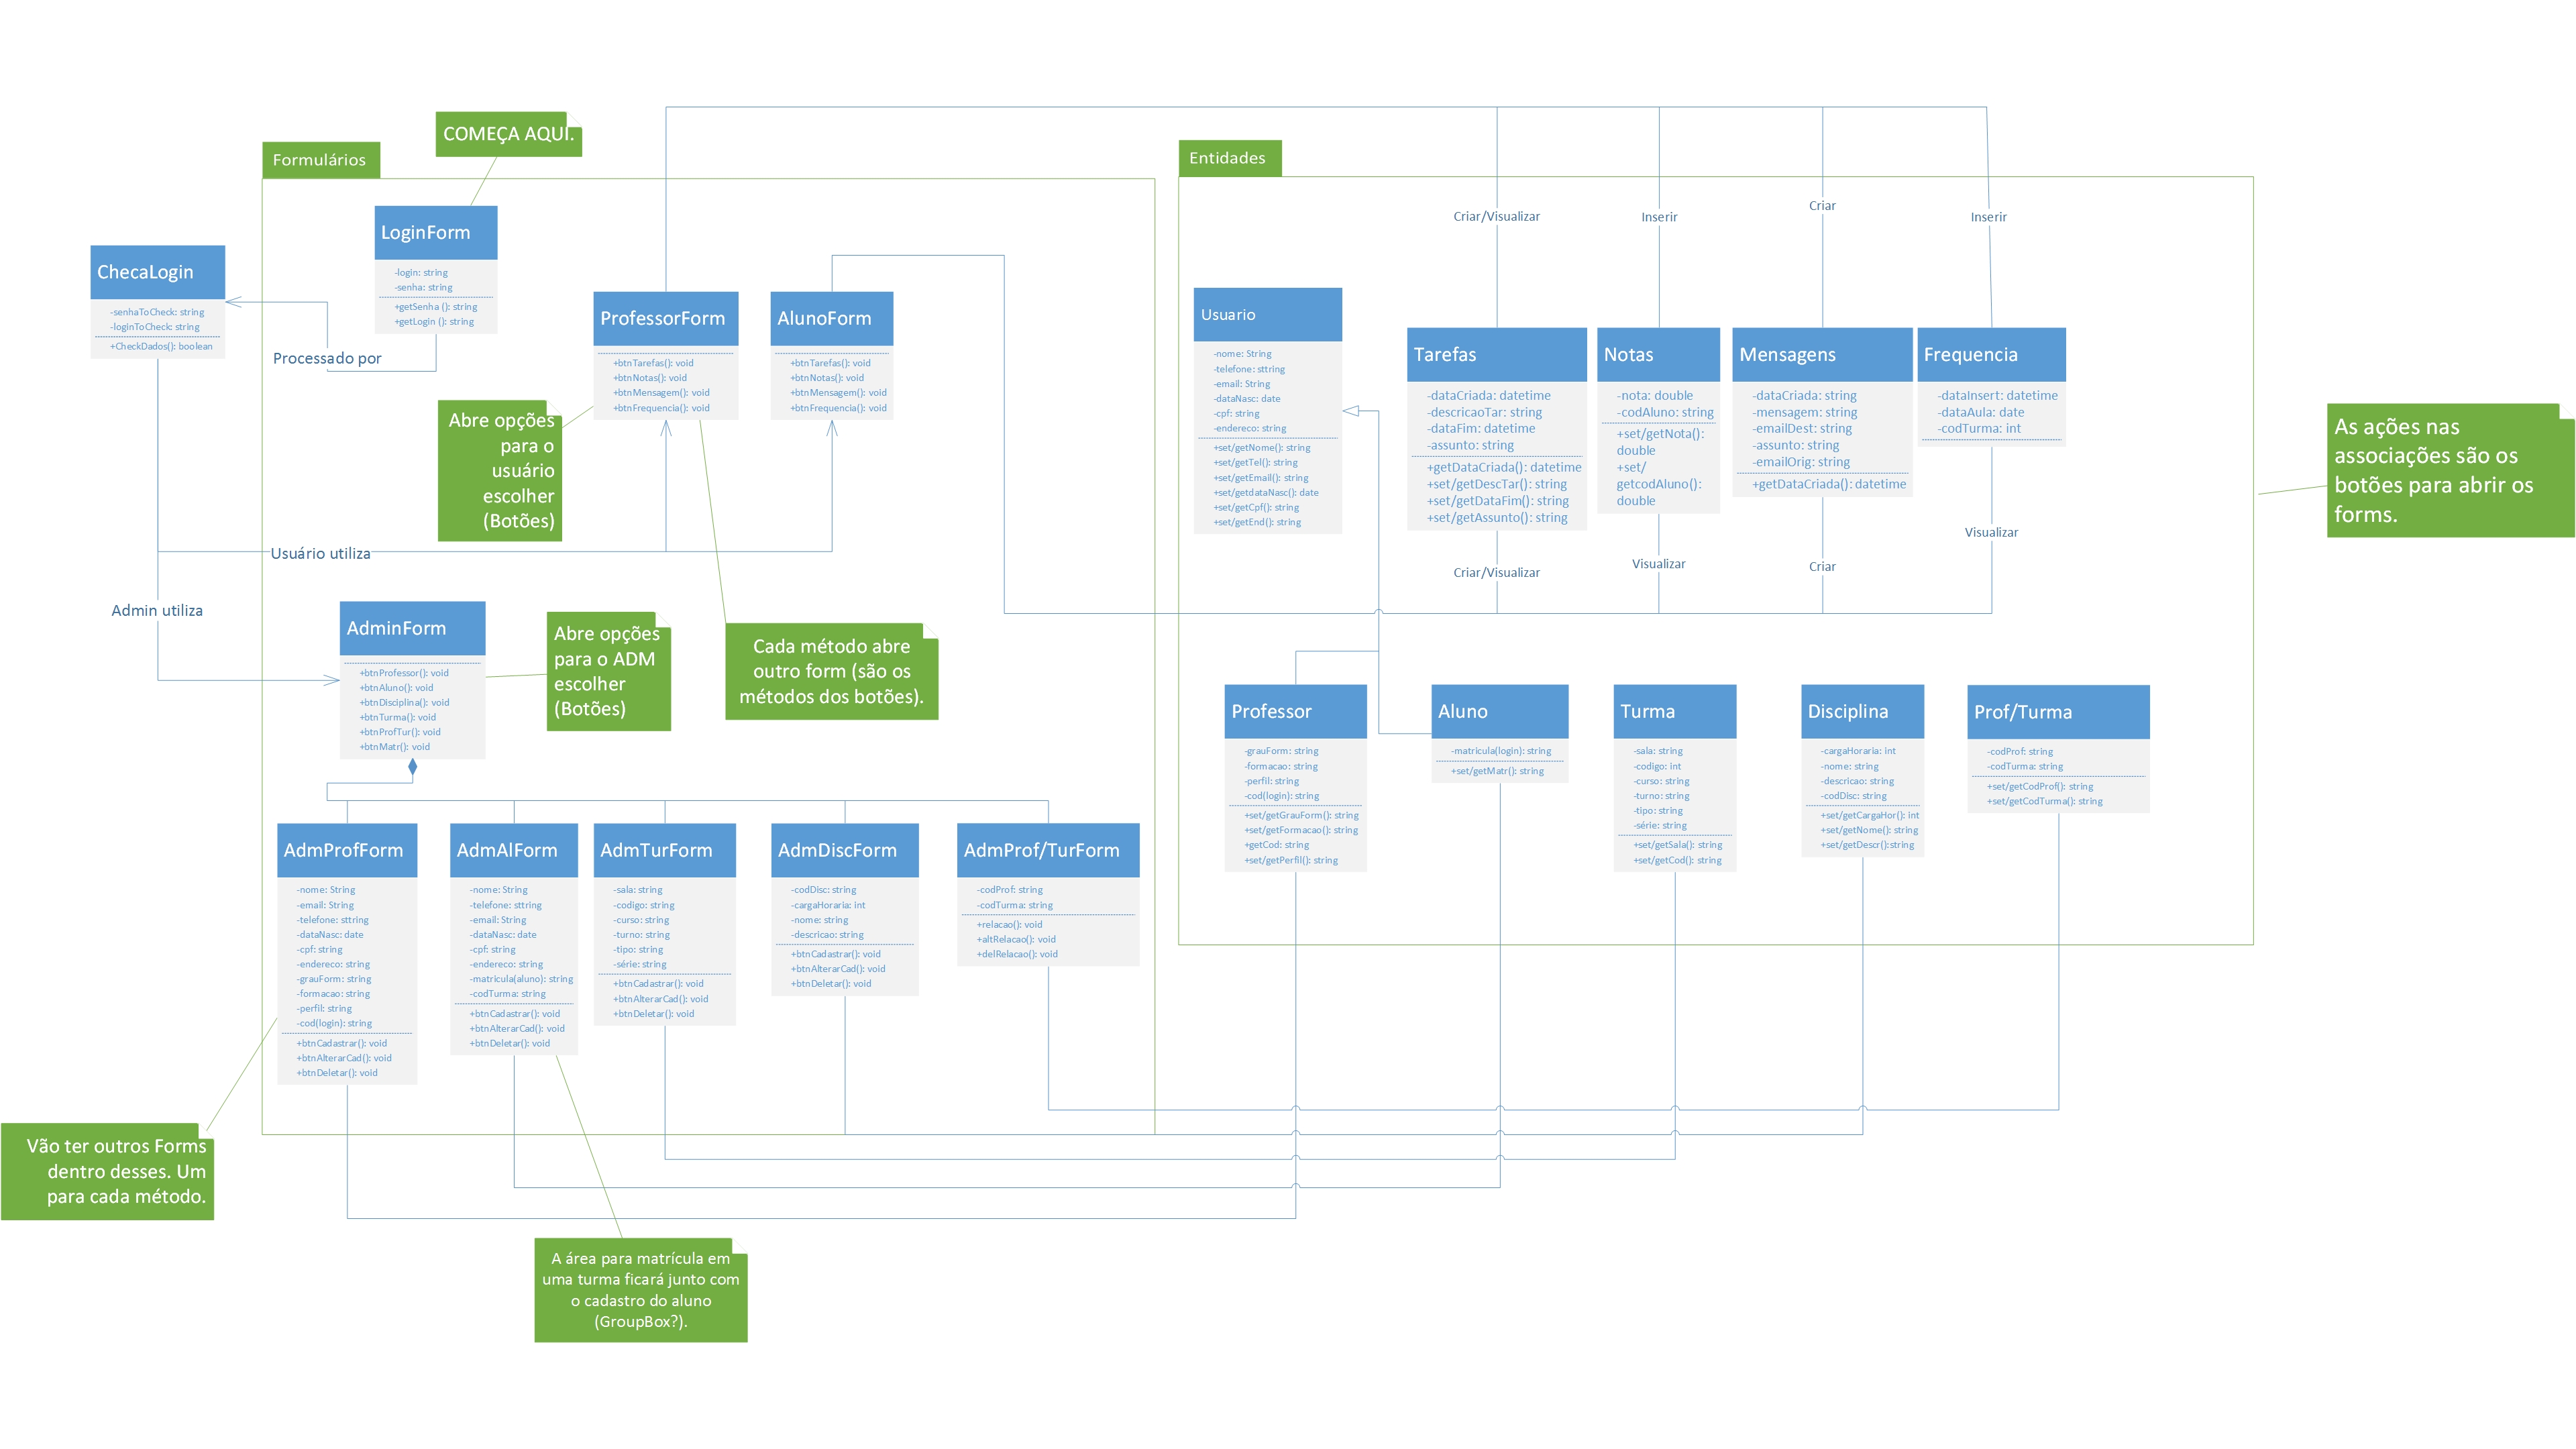 COMEÇA AQUI.
Formulários
Entidades
LoginForm
-login: string
-senha: string
+getSenha (): string
+getLogin (): string
ChecaLogin
-senhaToCheck: string
-loginToCheck: string
+CheckDados(): boolean
Processado por
ProfessorForm
+btnTarefas(): void
+btnNotas(): void
+btnMensagem(): void
+btnFrequencia(): void
AlunoForm
+btnTarefas(): void
+btnNotas(): void
+btnMensagem(): void
+btnFrequencia(): void
Abre opções
para o
usuário
escolher
(Botões)
Usuário utiliza
Admin utiliza
Criar/Visualizar
Inserir
Criar
Inserir
Usuario
-nome: String
-telefone: sttring
-email: String
-dataNasc: date
-cpf: string
-endereco: string
+set/getNome(): string
+set/getTel(): string
+set/getEmail(): string
+set/getdataNasc(): date
+set/getCpf(): string
+set/getEnd(): string
Tarefas
-dataCriada: datetime
-descricaoTar: string
-dataFim: datetime
-assunto: string
+getDataCriada(): datetime
+set/getDescTar(): string
+set/getDataFim(): string
+set/getAssunto(): string
Notas
-nota: double
-codAluno: string
+set/getNota():
double
+set/
getcodAluno():
double
Mensagens
-dataCriada: string
-mensagem: string
-emailDest: string
-assunto: string
-emailOrig: string
+getDataCriada(): datetime
Frequencia
-dataInsert: datetime
-dataAula: date
-codTurma: int
As ações nas
associações são os
botões para abrir os
forms.
Criar/Visualizar
Visualizar
Criar
Visualizar
AdminForm
+btnProfessor(): void
+btnAluno(): void
+btnDisciplina(): void
+btnTurma(): void
+btnProfTur(): void
+btnMatr(): void
Abre opções
para o ADM
escolher
(Botões)
Cada método abre
outro form (são os
métodos dos botões).
Professor
-grauForm: string
-formacao: string
-perfil: string
-cod(login): string
+set/getGrauForm(): string
+set/getFormacao(): string
+getCod: string
+set/getPerfil(): string
Aluno
-matricula(login): string
+set/getMatr(): string
Turma
-sala: string
-codigo: int
-curso: string
-turno: string
-tipo: string
-série: string
+set/getSala(): string
+set/getCod(): string
Disciplina
-cargaHoraria: int
-nome: string
-descricao: string
-codDisc: string
+set/getCargaHor(): int
+set/getNome(): string
+set/getDescr():string
Prof/Turma
-codProf: string
-codTurma: string
+set/getCodProf(): string
+set/getCodTurma(): string
AdmProfForm
-nome: String
-email: String
-telefone: sttring
-dataNasc: date
-cpf: string
-endereco: string
-grauForm: string
-formacao: string
-perfil: string
-cod(login): string
+btnCadastrar(): void
+btnAlterarCad(): void
+btnDeletar(): void
AdmAlForm
-nome: String
-telefone: sttring
-email: String
-dataNasc: date
-cpf: string
-endereco: string
-matricula(aluno): string
-codTurma: string
+btnCadastrar(): void
+btnAlterarCad(): void
+btnDeletar(): void
AdmTurForm
-sala: string
-codigo: string
-curso: string
-turno: string
-tipo: string
-série: string
+btnCadastrar(): void
+btnAlterarCad(): void
+btnDeletar(): void
AdmDiscForm
-codDisc: string
-cargaHoraria: int
-nome: string
-descricao: string
+btnCadastrar(): void
+btnAlterarCad(): void
+btnDeletar(): void
AdmProf/TurForm
-codProf: string
-codTurma: string
+relacao(): void
+altRelacao(): void
+delRelacao(): void
Vão ter outros Forms
dentro desses. Um
para cada método.
A área para matrícula em
uma turma ficará junto com
o cadastro do aluno
(GroupBox?).